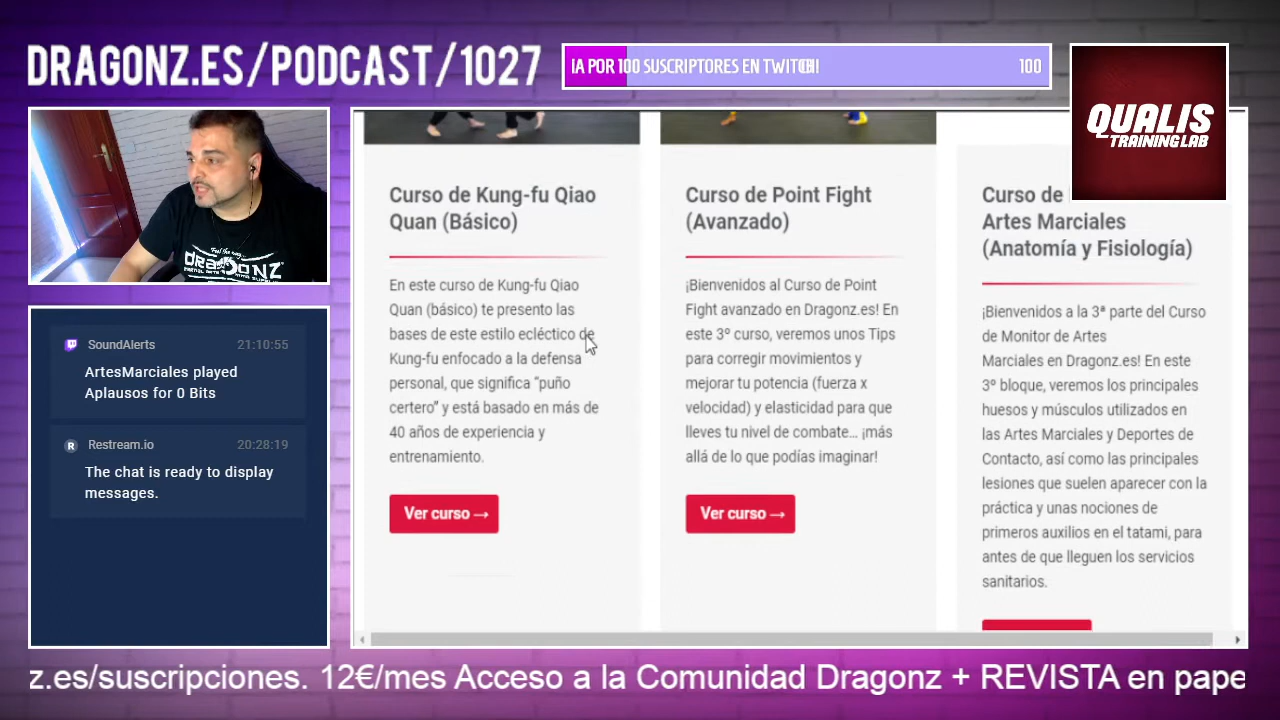 DRAGONZ.ES/PODCAST/1027
IA POR 100 SUSCRIPTORES EN TWITCH!
100
QUALIS
TRAINING LAB
Feel the
dragonz
SoundAlerts 21:10:55
ArtesMarciales played
Aplausos for 0 Bits
Restream.io 20:28:19
The chat is ready to display
messages.
Curso de Kung-fu Qiao
Quan (Básico)
En este curso de Kung-fu Qiao
Quan (básico) te presento las
bases de este estilo ecléctico de
Kung-fu enfocado a la defensa
personal, que significa “puño
certero” y está basado en más de
40 años de experiencia y
entrenamiento.
Ver curso →
Curso de Point Fight
(Avanzado)
¡Bienvenidos al Curso de Point
Fight avanzado en Dragonz.es! En
este 3º curso, veremos unos Tips
para corregir movimientos y
mejorar tu potencia (fuerza x
velocidad) y elasticidad para que
lleves tu nivel de combate… ¡más
allá de lo que podías imaginar!
Ver curso →
Curso de
Artes Marciales
(Anatomía y Fisiología)
¡Bienvenidos a la 3ª parte del Curso
de Monitor de Artes
Marciales en Dragonz.es! En este
3º bloque, veremos los principales
huesos y músculos utilizados en
las Artes Marciales y Deportes de
Contacto, así como las principales
lesiones que suelen aparecer con la
práctica y unas nociones de
primeros auxilios en el tatami, para
antes de que lleguen los servicios
sanitarios.
z.es/suscripciones. 12€/mes Acceso a la Comunidad Dragonz + REVISTA en pape